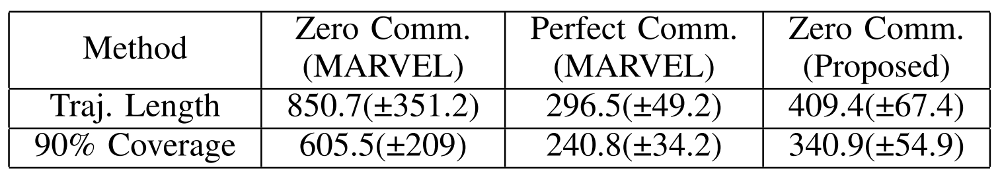 Method Zero Comm. (MARVEL) Perfect Comm. (MARVEL) Zero Comm. (Proposed)
Traj. Length 850.7(±351.2) 296.5(±49.2) 409.4(±67.4)
90% Coverage 605.5(±209) 240.8(±34.2) 340.9(±54.9)